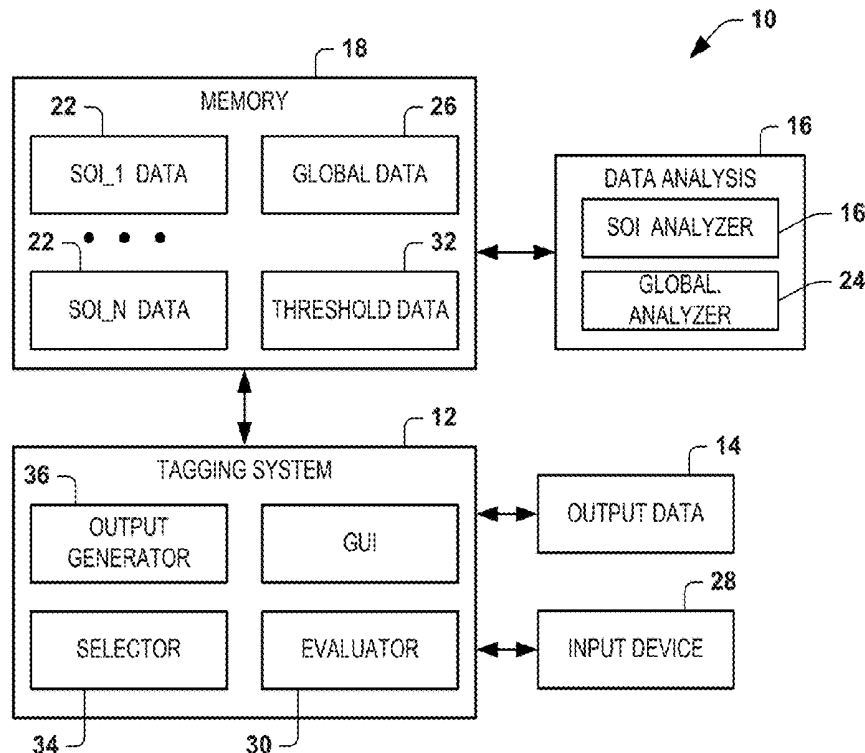 10
18
MEMORY
22
26
16
SOI_1 DATA
GLOBAL DATA
DATA ANALYSIS
SOI ANALYZER
16
22
• • •
32
GLOBAL.
ANALYZER
24
SOI_N DATA
THRESHOLD DATA
12
TAGGING SYSTEM
14
36
OUTPUT
GENERATOR
GUI
OUTPUT DATA
28
SELECTOR
EVALUATOR
INPUT DEVICE
34
30